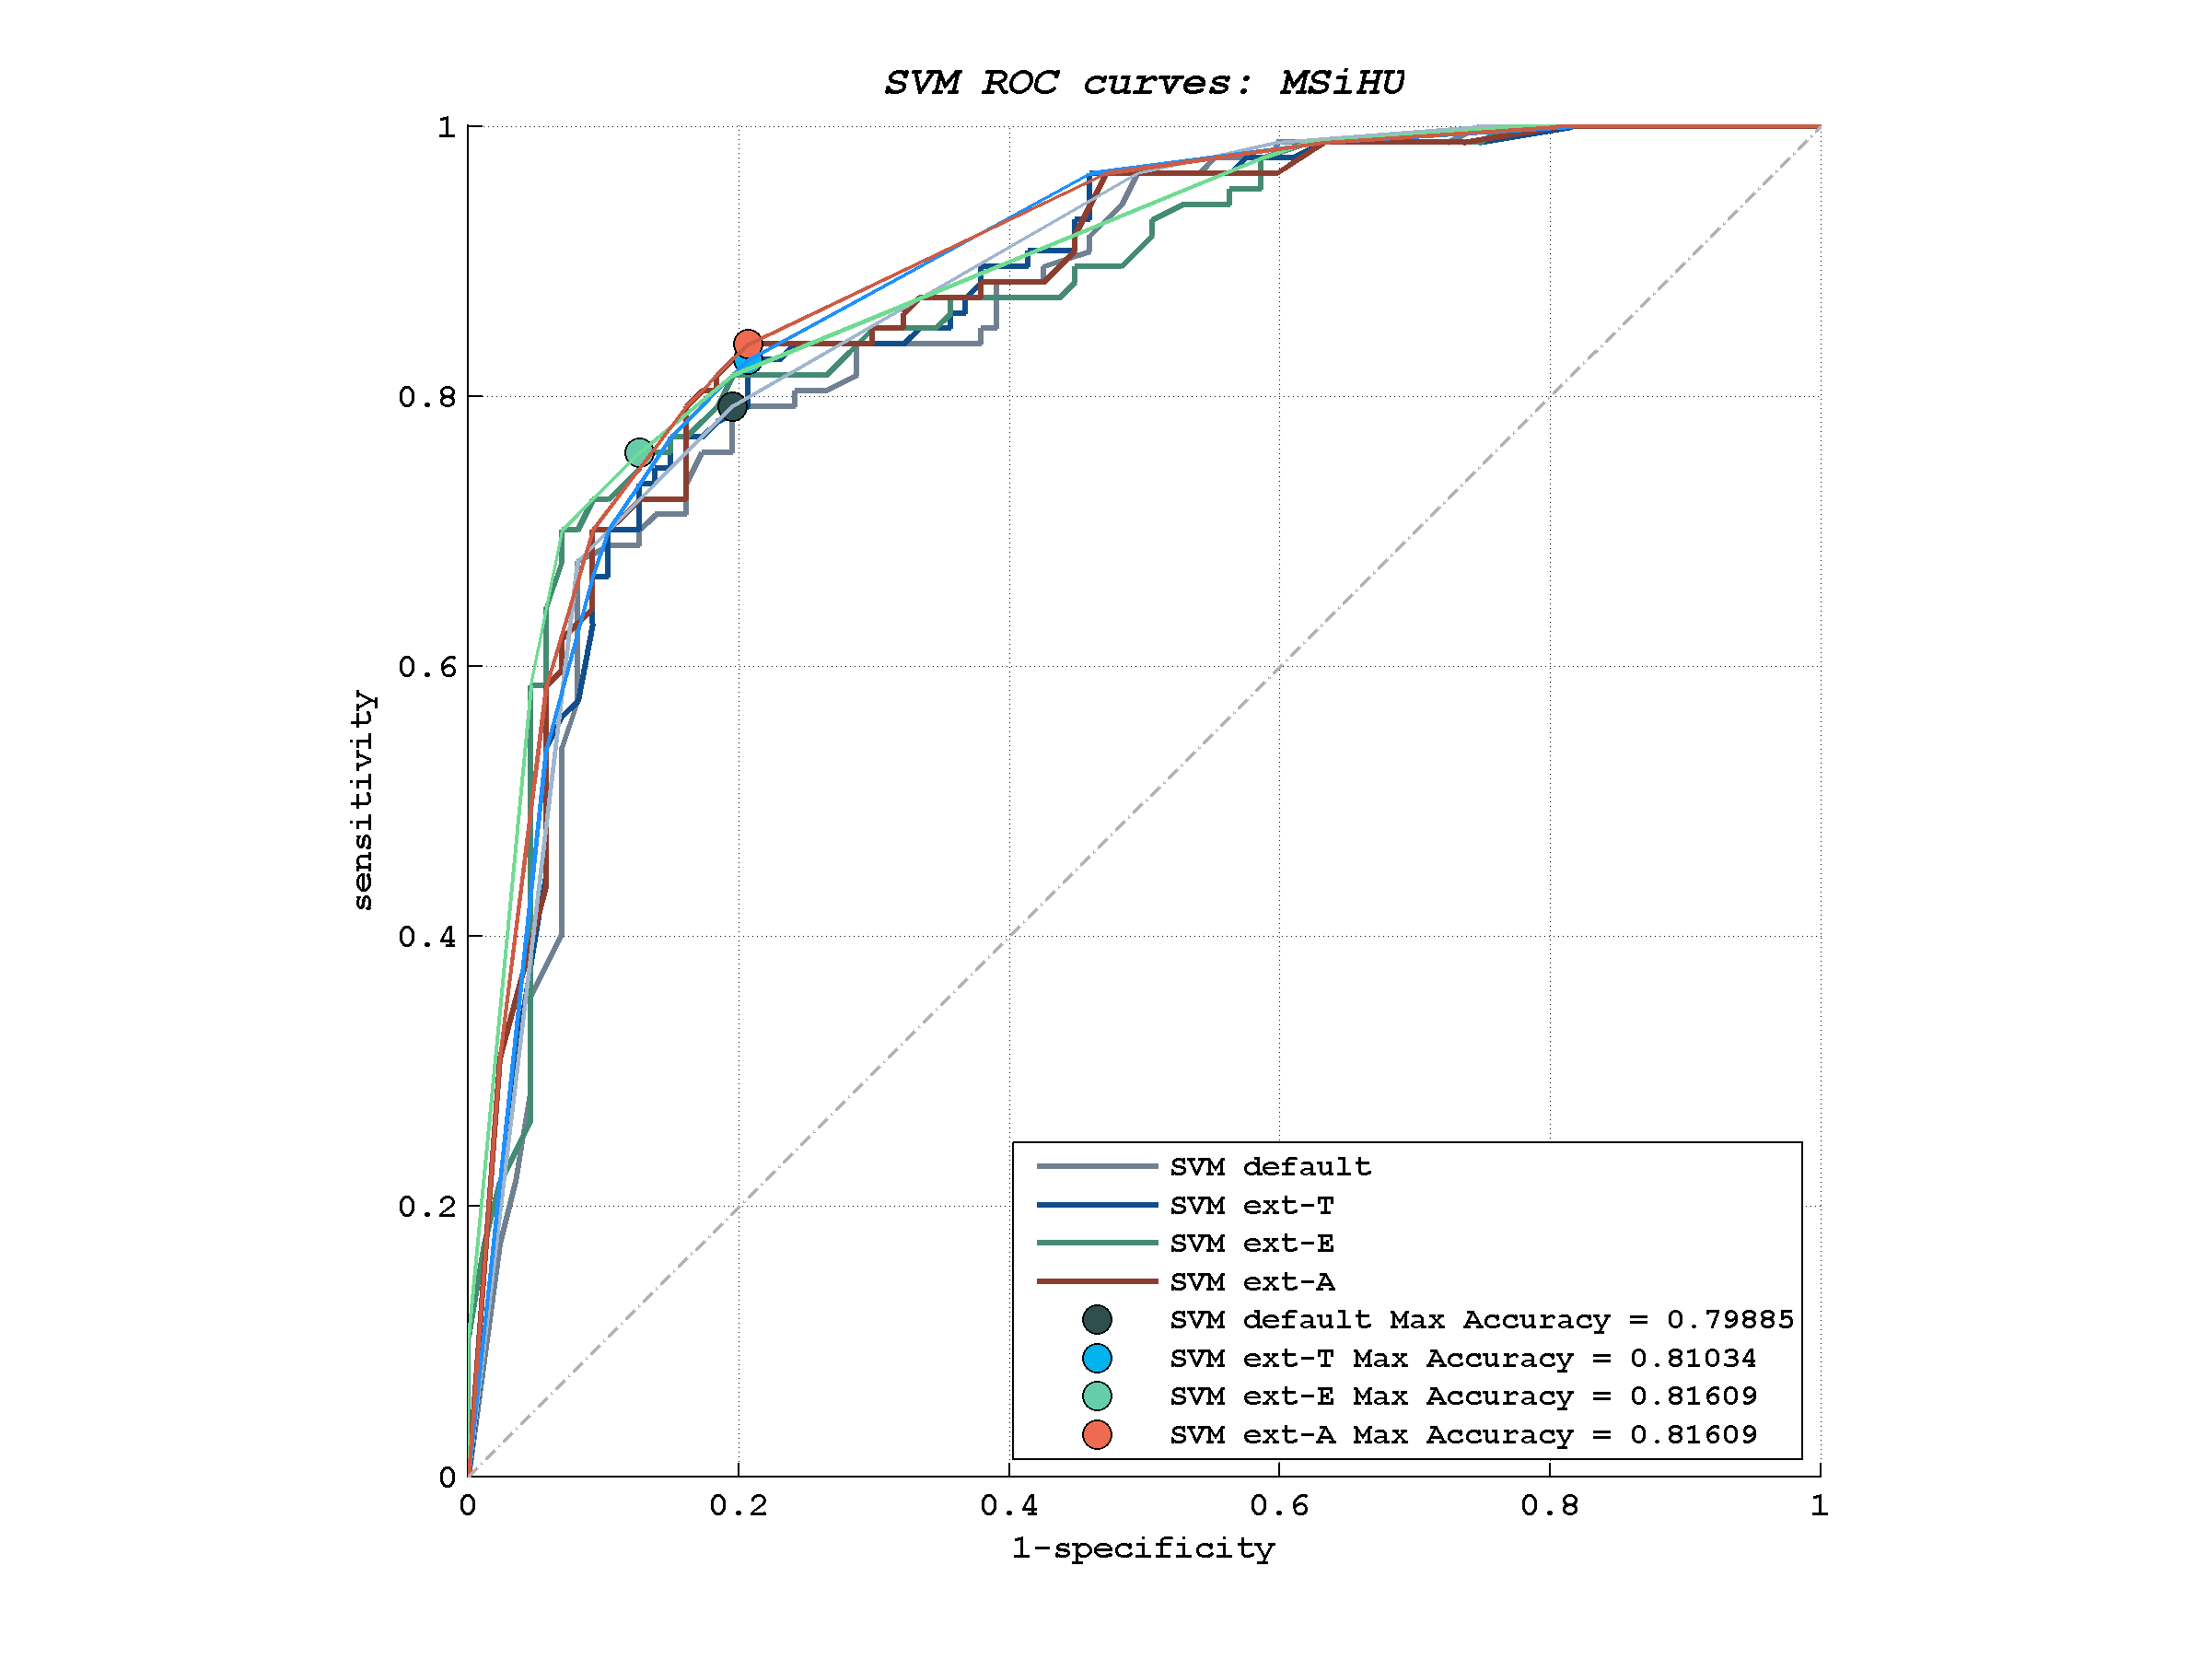 SVM ROC curves: MSiHU
1
0.8
0.6
0.4
0.2
0
sensitivity
0
0.2
0.4
0.6
0.8
1
1-specificity
SVM default
SVM ext-T
SVM ext-E
SVM ext-A
SVM default Max Accuracy = 0.79885
SVM ext-T Max Accuracy = 0.81034
SVM ext-E Max Accuracy = 0.81609
SVM ext-A Max Accuracy = 0.81609